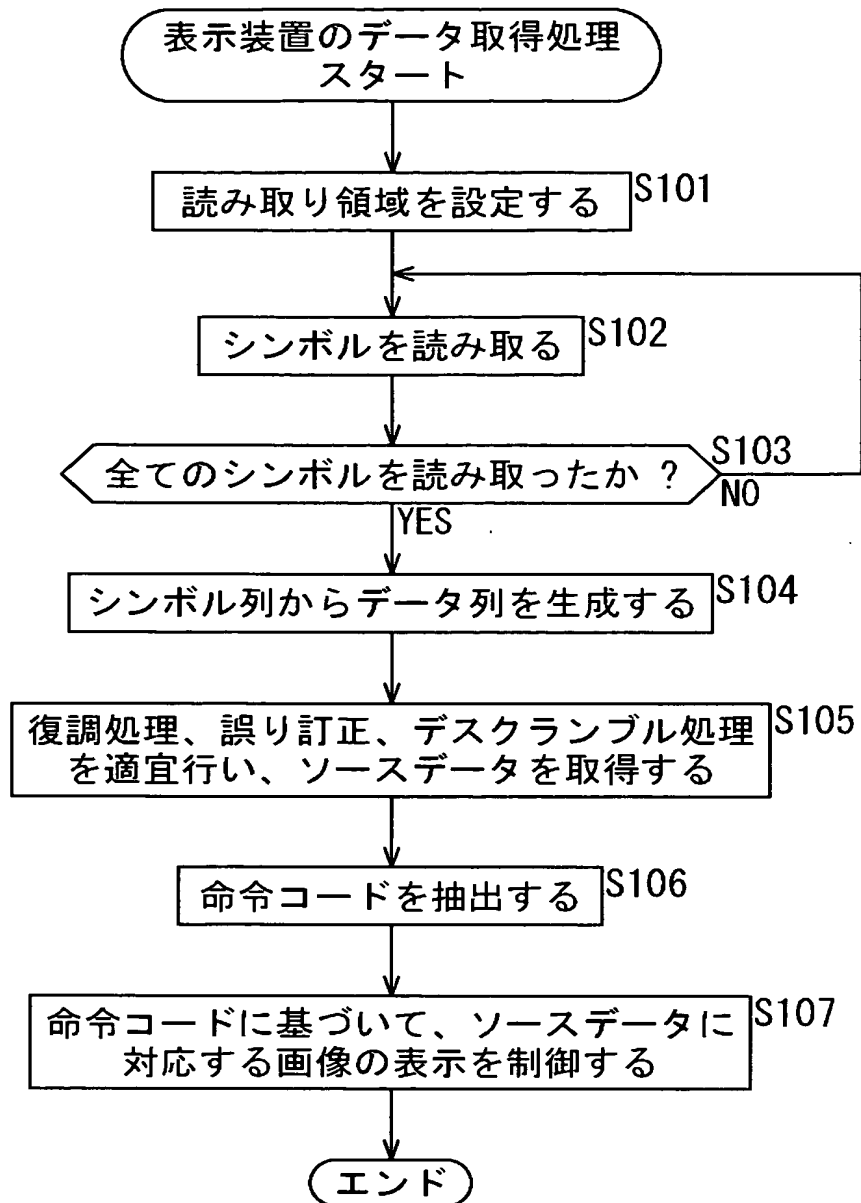 表示装置のデータ取得処理
スタート
読み取り領域を設定する
S101
シンボルを読み取る
S102
全てのシンボルを読み取ったか ?
S103
NO
YES
シンボル列からデータ列を生成する
S104
復調処理、誤り訂正、デスクランブル処理
を適宜行い、ソースデータを取得する
S105
命令コードを抽出する
S106
命令コードに基づいて、ソースデータに
対応する画像の表示を制御する
S107
エンド